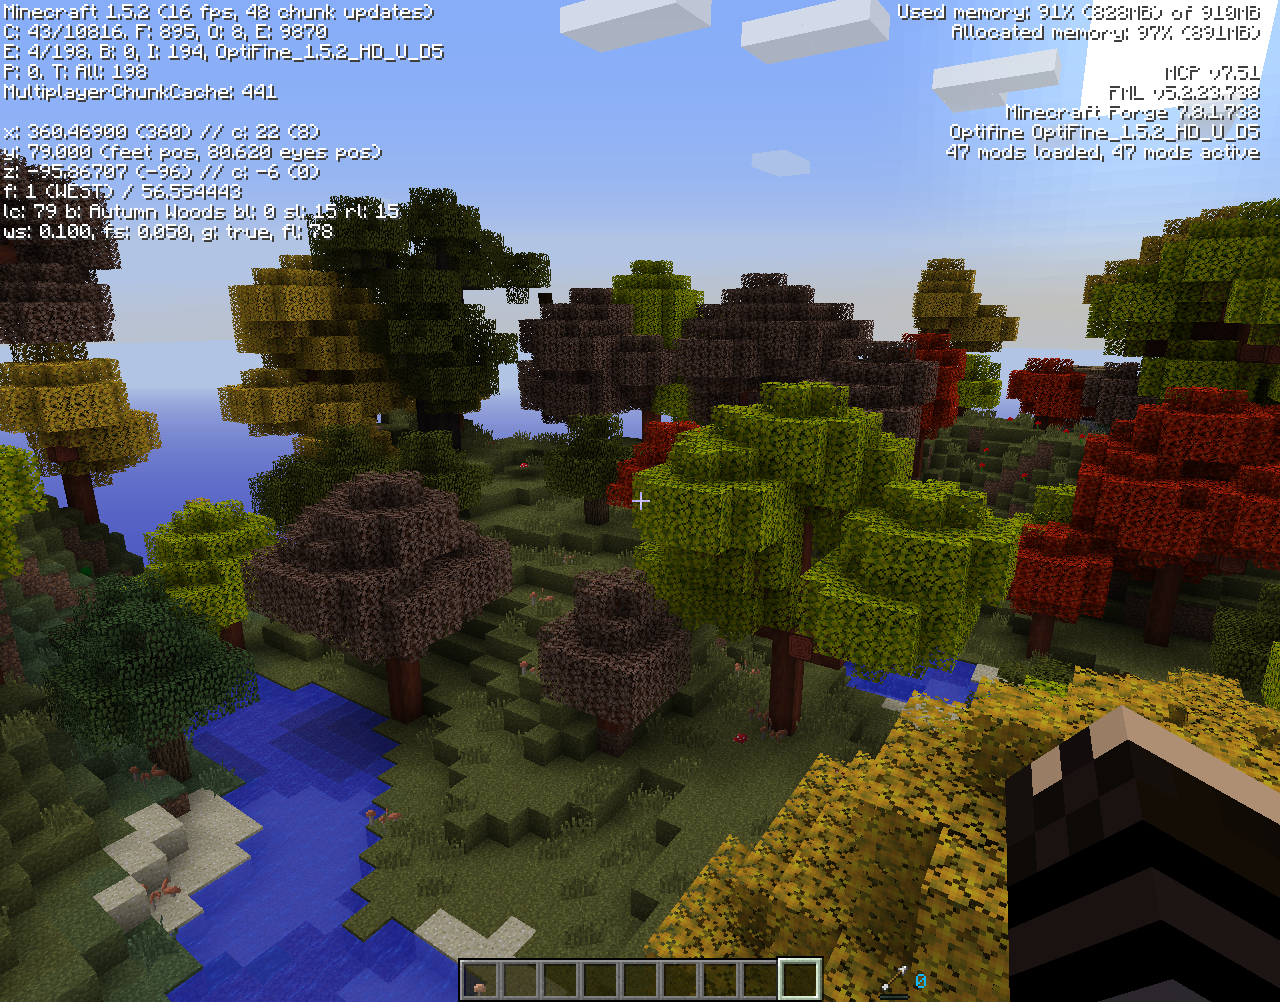 Minecraft 1.5.2 (16 fps, 48 chunk updates)
C: 43/10816. F: 895, O: 8, E: 9870
E: 4/198. B: 0, I: 194, OptiFine_1.5.2_HD_U_D5
P: 0. T: All: 198
MultiplayerChunkCache: 441
x: 360.46900 (360) // c: 22 (8)
y: 79.000 (feet pos, 80.620 eyes pos)
z: -95.86707 (-96) // c: -6 (0)
f: 1 (WEST) / 56.554443
lc: 79 b: Autumn Woods bl: 0 sl: 15 rl: 15
ws: 0.100, fs: 0.050, g: true, fl: 78
Used memory: 91% (828MB) of 910MB
Allocated memory: 97% (891MB)
MCP v7.51
FML v5.2.23.738
Minecraft Forge 7.8.1.738
Optifine OptiFine_1.5.2_HD_U_D5
47 mods loaded, 47 mods active
0